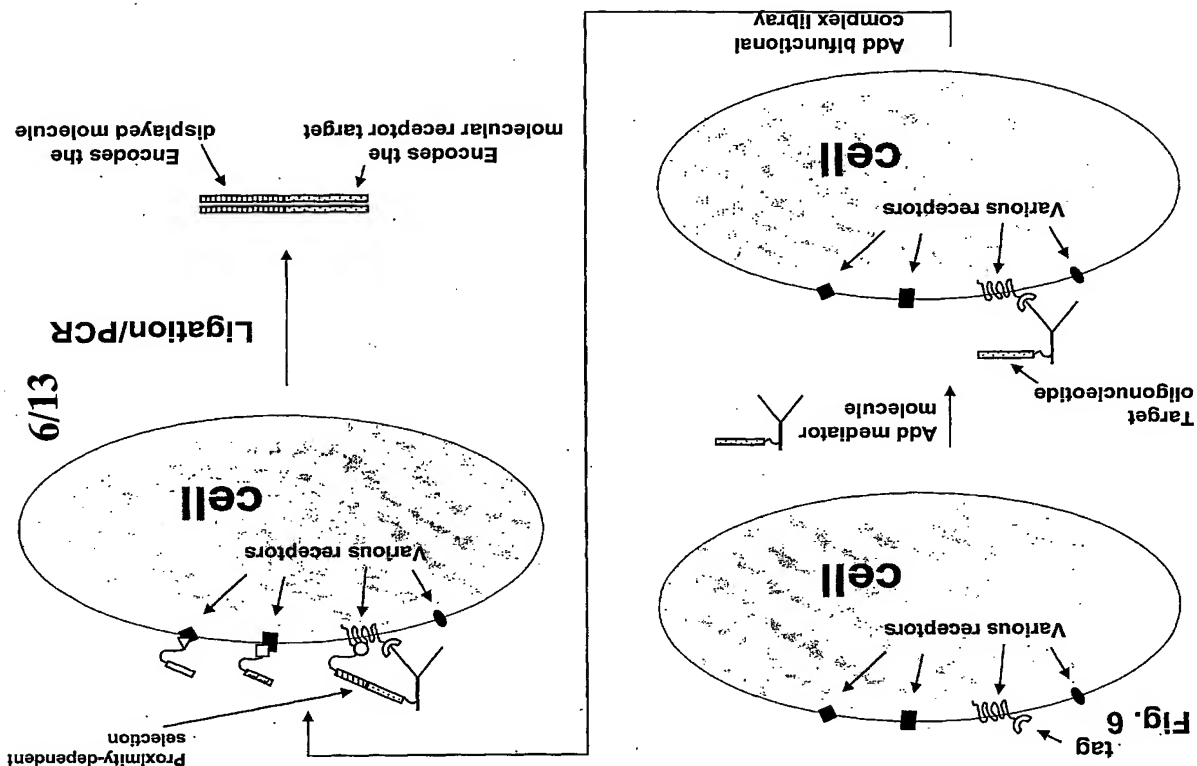 Fig. 6
tag
Various receptors
cell
Add mediator
molecule
Target
oligonucleotide
Various receptors
cell
Add bifunctional
complex libray
Proximity-dependent
selection
Various receptors
cell
6/13
Ligation/PCR
Encodes the
molecular receptor target
Encodes the
displayed molecule